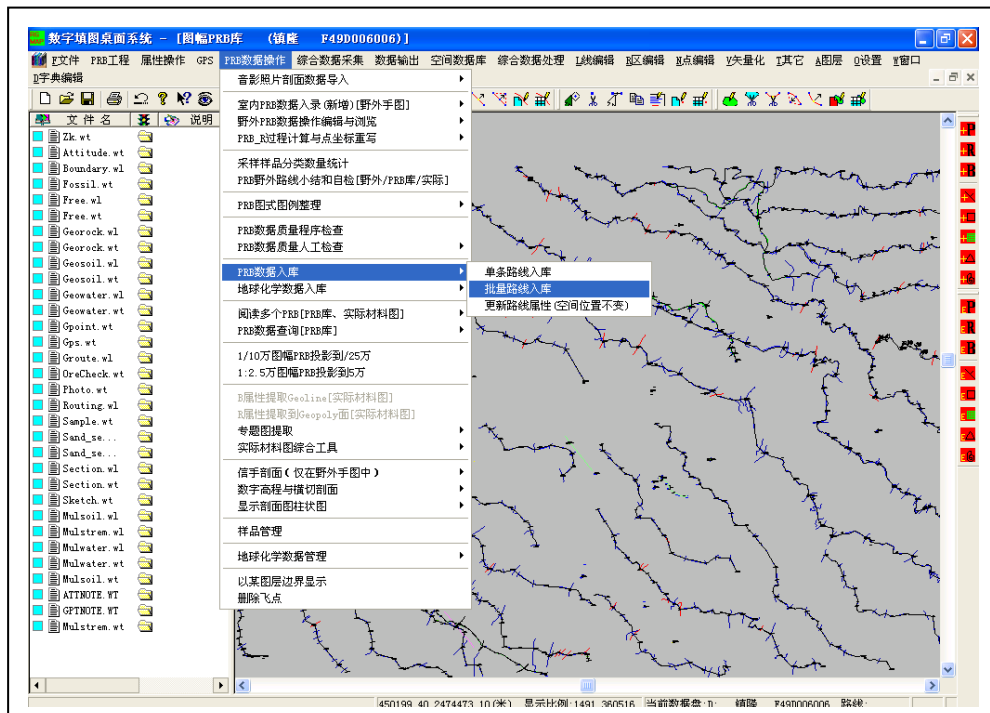 数字填图桌面系统 - [图幅PRB库 (镇隆 F49D006006)]
F文件 PRB工程 属性操作 GPS PRB数据操作 综合数据采集 数据输出 空间数据库 综合数据处理 L线编辑 R区编辑 N点编辑 V矢量化 I其它 A图层 O设置 W窗口
D字典编辑
文件名 说明
Zk.wt
Attitude.wt
Boundary.wl
Fossil.wt
Free.wl
Free.wt
Georock.wl
Georock.wt
Geosoil.wl
Geosoil.wt
Geowater.wl
Geowater.wt
Gpoint.wt
Gps.wt
Groute.wl
OreCheck.wt
Photo.wt
Routing.wl
Sample.wt
Sand_se...
Sand_se...
Section.wl
Section.wt
Sketch.wt
Mulsoil.wl
Mulstrem.wl
Mulwater.wl
Mulwater.wt
Mulsoil.wt
ATTNOTE.WT
GPTNOTE.WT
Mulstrem.wt
音影照片剖面数据导入
室内PRB数据入录(新增)[野外手图]
野外PRB数据操作编辑与浏览
PRB_R过程计算与点坐标重写
采样样品分类数量统计
PRB野外路线小结和自检[野外/PRB库/实际]
PRB图式图例整理
PRB数据质量程序检查
PRB数据质量人工检查
PRB数据入库
地球化学数据入库
阅读多个PRB[PRB库、实际材料图]
PRB数据查询[PRB库]
1/10万图幅PRB投影到/25万
1:2.5万图幅PRB投影到5万
B属性提取Geoline[实际材料图]
R属性提取到Geopoly面[实际材料图]
专题图提取
实际材料图综合工具
信手剖面(仅在野外手图中)
数字高程与横切剖面
显示剖面图柱状图
样品管理
地球化学数据管理
以某图层边界显示
删除飞点
单条路线入库
批量路线入库
更新路线属性(空间位置不变)
+P
+R
+B
450199.40,2474473.10(米) 显示比例:1491.360516 当前数据盘:D: 镇隆 F49D006006 路线: